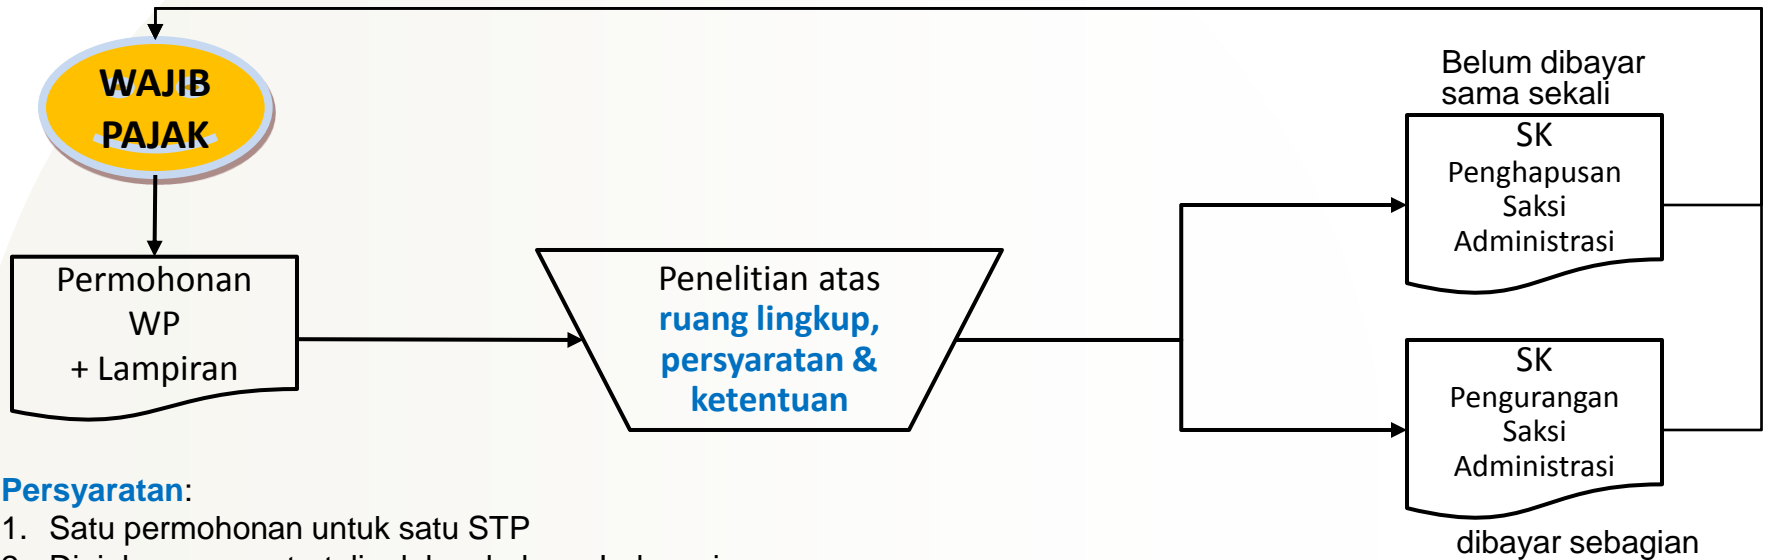 WAJIB
PAJAK
Permohonan
WP
+ Lampiran
Penelitian atas
ruang lingkup,
persyaratan &
ketentuan
Belum dibayar
sama sekali
SK
Penghapusan
Saksi
Administrasi
SK
Pengurangan
Saksi
Administrasi
dibayar sebagian
Persyaratan:
1. Satu permohonan untuk satu STP